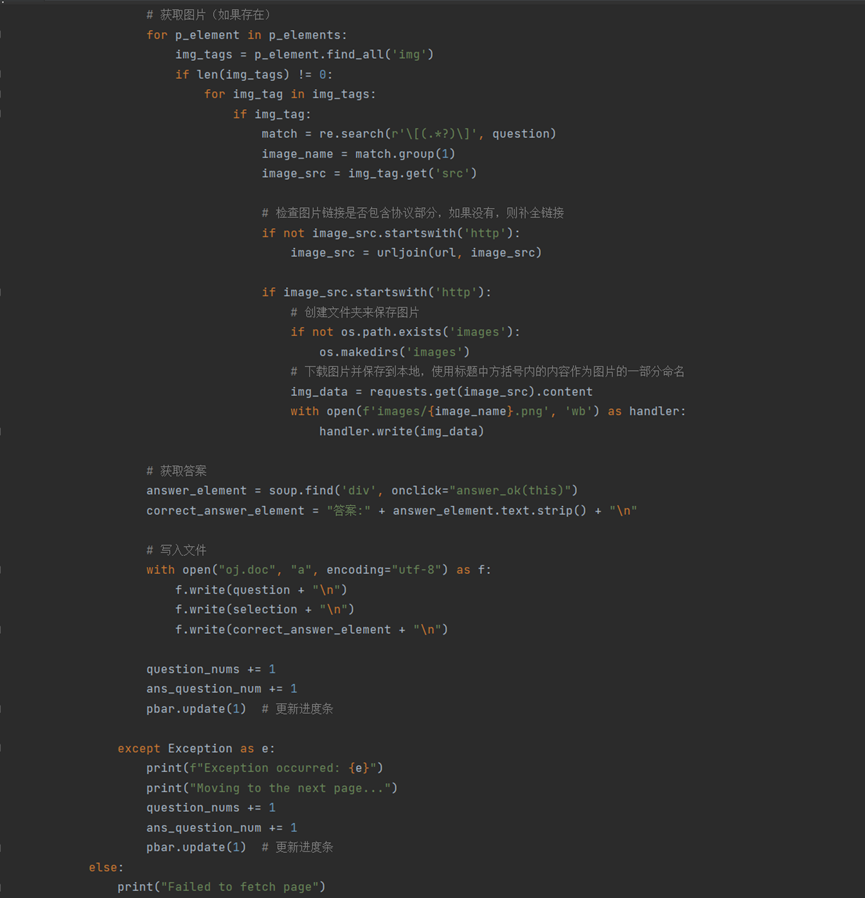 # 获取图片（如果存在）
for p_element in p_elements:
img_tags = p_element.find_all('img')
if len(img_tags) != 0:
for img_tag in img_tags:
if img_tag:
match = re.search(r'\[(.*?)\]', question)
image_name = match.group(1)
image_src = img_tag.get('src')
# 检查图片链接是否包含协议部分，如果没有，则补全链接
if not image_src.startswith('http'):
image_src = urljoin(url, image_src)
if image_src.startswith('http'):
# 创建文件夹来保存图片
if not os.path.exists('images'):
os.makedirs('images')
# 下载图片并保存到本地，使用标题中方括号内的内容作为图片的一部分命名
img_data = requests.get(image_src).content
with open(f'images/{image_name}.png', 'wb') as handler:
handler.write(img_data)
# 获取答案
answer_element = soup.find('div', onclick="answer_ok(this)")
correct_answer_element = "答案:" + answer_element.text.strip() + "\n"
# 写入文件
with open("oj.doc", "a", encoding="utf-8") as f:
f.write(question + "\n")
f.write(selection + "\n")
f.write(correct_answer_element + "\n")
question_nums += 1
ans_question_num += 1
pbar.update(1)  # 更新进度条
except Exception as e:
print(f"Exception occurred: {e}")
print("Moving to the next page...")
question_nums += 1
ans_question_num += 1
pbar.update(1)  # 更新进度条
else:
print("Failed to fetch page")